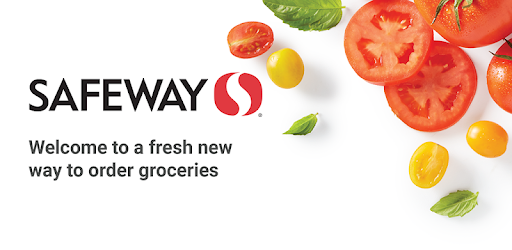 SAFEWAY
Welcome to a fresh new
way to order groceries